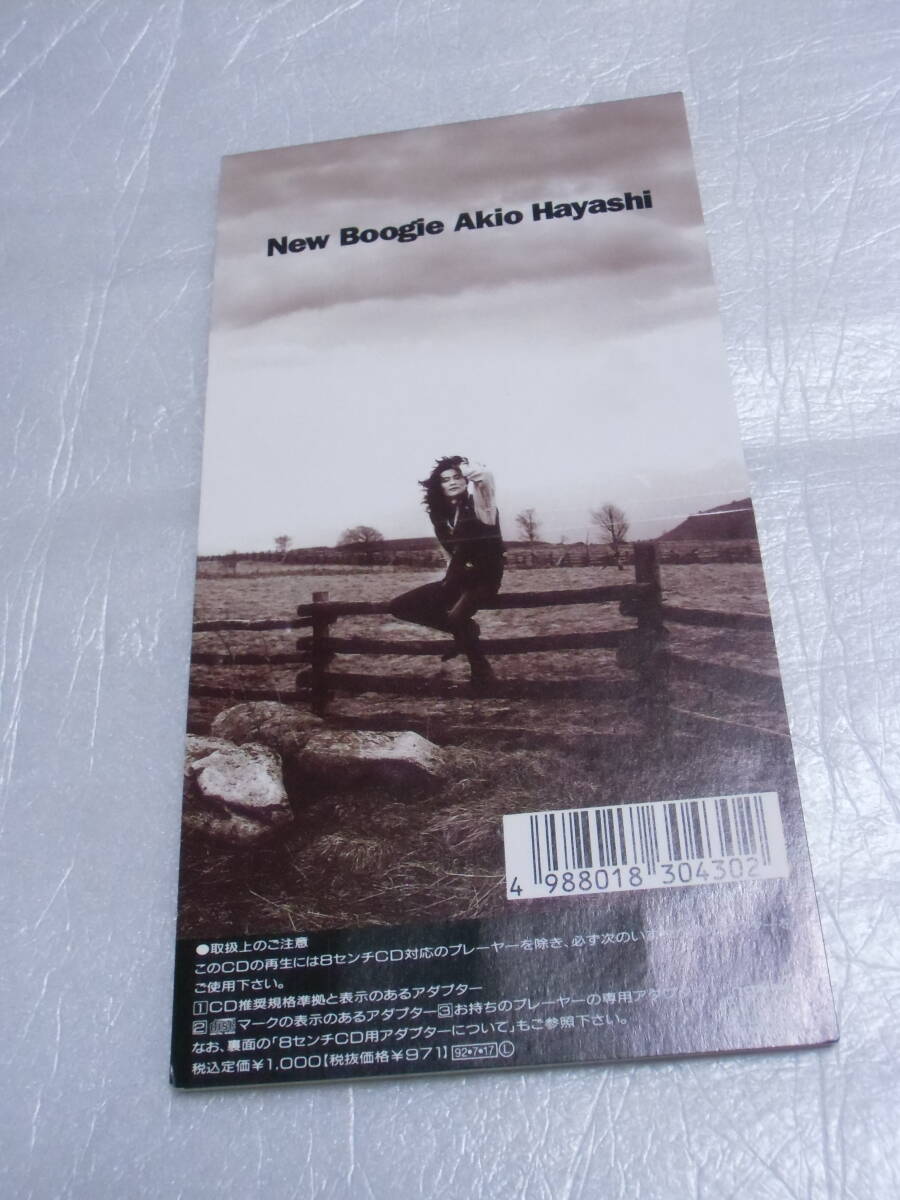 New Boogie Akio Hayashi
4 988018 304302
●取扱上のご注意
このCDの再生には8センチCD対応のプレーヤーを除き、必ず次のい
ご使用下さい。
1 CD推奨規格準拠と表示のあるアダプター
2 マークの表示のあるアダプター 3 お持ちのプレーヤーの専用アダプ
なお、裏面の「8センチCD用アダプターについて」もご参照下さい。
税込定価¥1,000【税抜価格¥971】 92•7•17 L